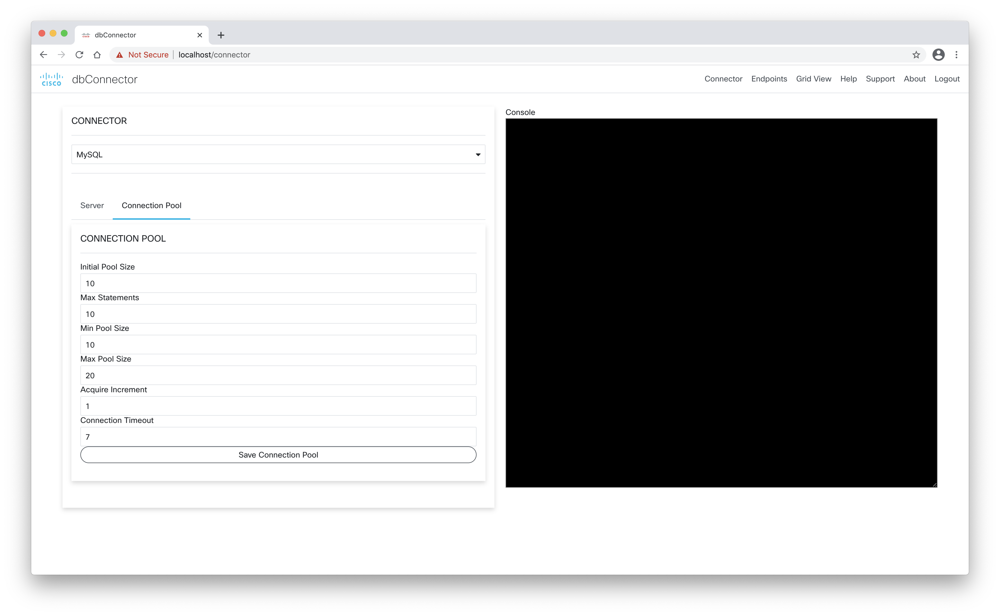 dbConnector
Not Secure localhost/connector
CISCO dbConnector Connector Endpoints Grid View Help Support About Logout
CONNECTOR
MySQL
Server Connection Pool
CONNECTION POOL
Initial Pool Size
10
Max Statements
10
Min Pool Size
10
Max Pool Size
20
Acquire Increment
1
Connection Timeout
7
Save Connection Pool
Console